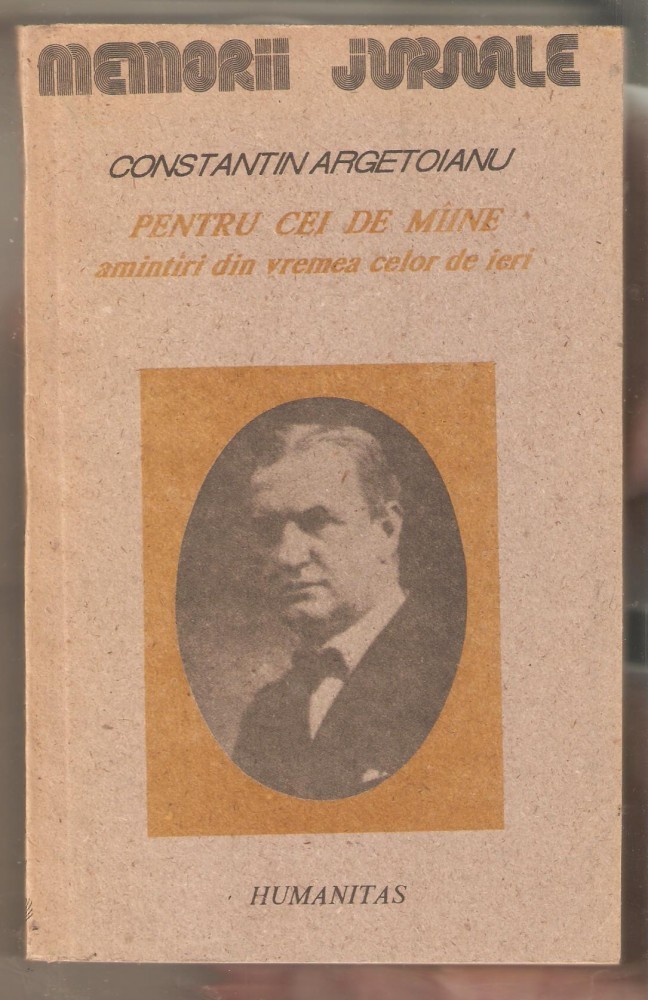 MEMORII JURNALE
CONSTANTIN ARGETOIANU
PENTRU CEI DE MÎINE
amintiri din vremea celor de ieri
HUMANITAS